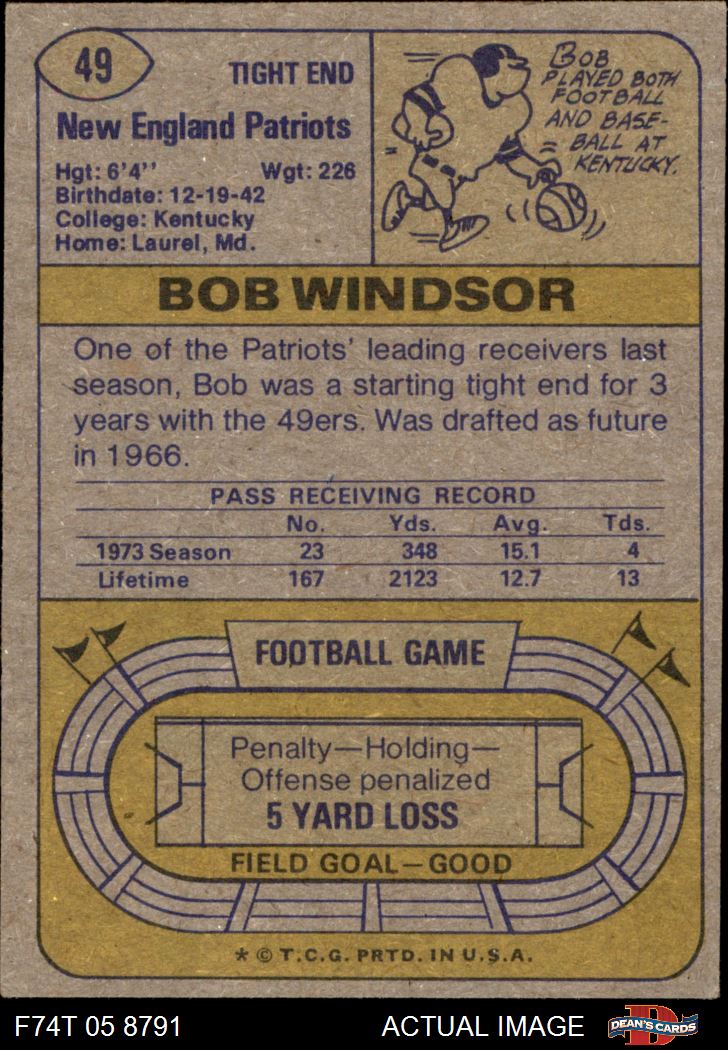 49
TIGHT END
New England Patriots
Hgt: 6'4'' Wgt: 226
Birthdate: 12-19-42
College: Kentucky
Home: Laurel, Md.
BOB
PLAYED BOTH
FOOTBALL
AND BASE-
BALL AT
KENTUCKY.
BOB WINDSOR
One of the Patriots' leading receivers last
season, Bob was a starting tight end for 3
years with the 49ers. Was drafted as future
in 1966.
PASS RECEIVING RECORD
No. Yds. Avg. Tds.
1973 Season 23 348 15.1 4
Lifetime 167 2123 12.7 13
FOOTBALL GAME
Penalty—Holding—
Offense penalized
5 YARD LOSS
FIELD GOAL—GOOD
* © T.C.G. PRTD. IN U.S.A.
F74T 05 8791 ACTUAL IMAGE DEAN'S CARDS